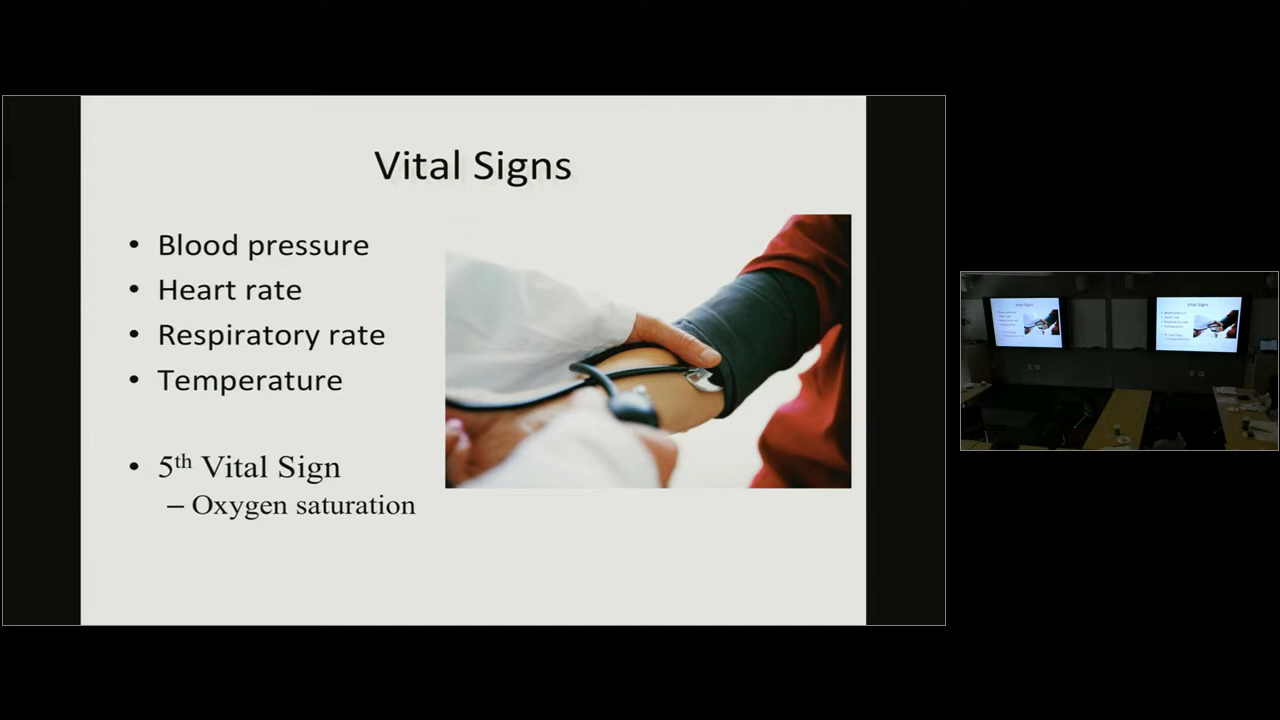 Vital Signs
• Blood pressure
• Heart rate
• Respiratory rate
• Temperature
• 5th Vital Sign
– Oxygen saturation